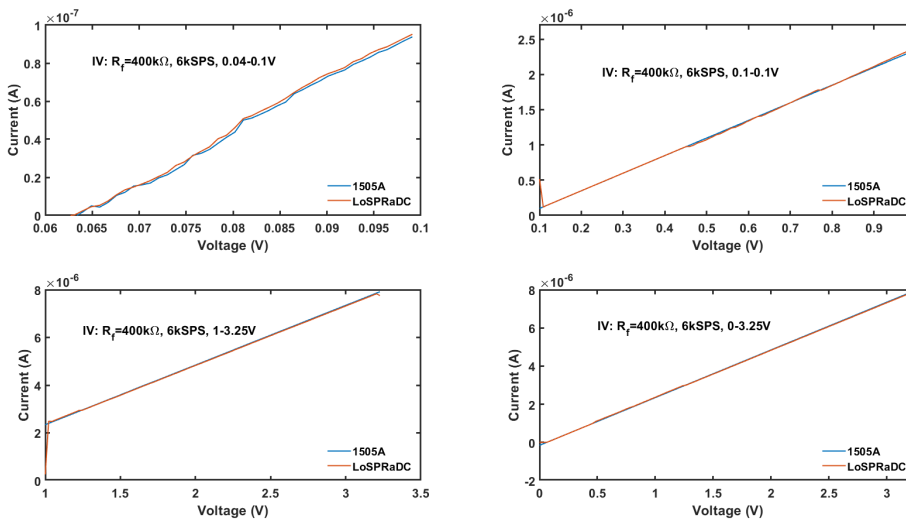 ×10⁻⁷
1
0.8
0.6
0.4
0.2
0
Current (A)
IV: R_f=400kΩ, 6kSPS, 0.04-0.1V
1505A
LoSPRaDC
0.06 0.065 0.07 0.075 0.08 0.085 0.09 0.095 0.1
Voltage (V)
×10⁻⁶
2.5
2
1.5
1
0.5
0
Current (A)
IV: R_f=400kΩ, 6kSPS, 0.1-0.1V
1505A
LoSPRaDC
0.1 0.2 0.3 0.4 0.5 0.6 0.7 0.8 0.9
Voltage (V)
×10⁻⁶
8
6
4
2
0
Current (A)
IV: R_f=400kΩ, 6kSPS, 1-3.25V
1505A
LoSPRaDC
1 1.5 2 2.5 3 3.5
Voltage (V)
×10⁻⁶
8
6
4
2
0
-2
Current (A)
IV: R_f=400kΩ, 6kSPS, 0-3.25V
1505A
LoSPRaDC
0 0.5 1 1.5 2 2.5 3
Voltage (V)